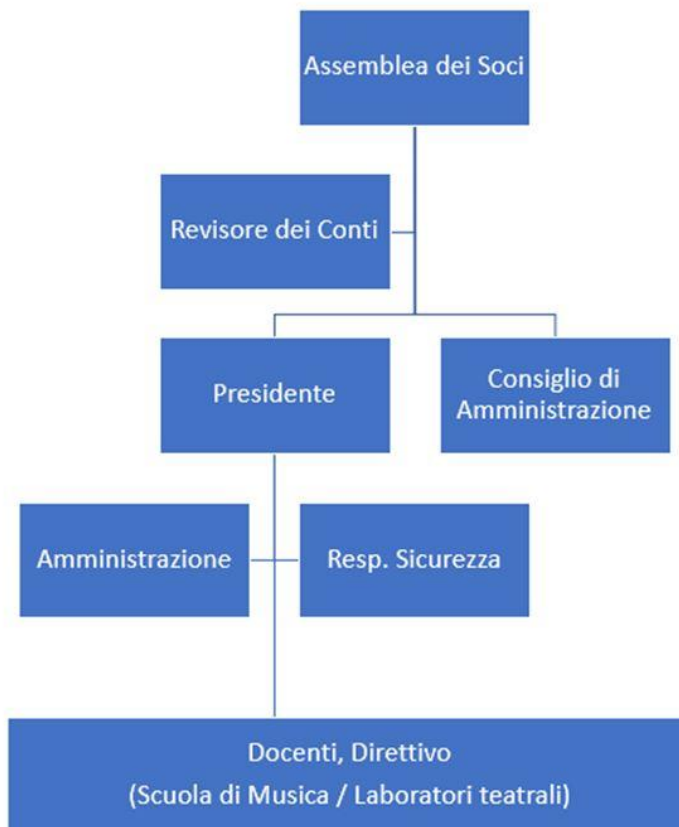 Assemblea dei Soci
Revisore dei Conti
Presidente
Consiglio di
Amministrazione
Amministrazione
Resp. Sicurezza
Docenti, Direttivo
(Scuola di Musica / Laboratori teatrali)